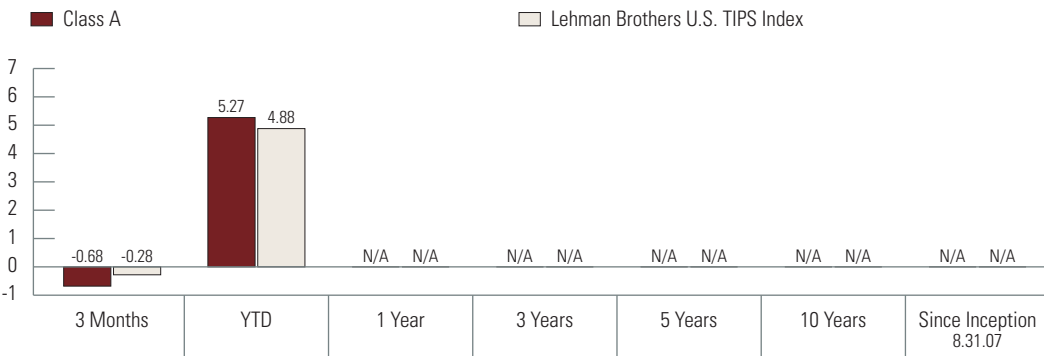 Class A
Lehman Brothers U.S. TIPS Index
7
6
5
4
3
2
1
0
-1
-0.68 -0.28
5.27 4.88
N/A N/A
N/A N/A
N/A N/A
N/A N/A
N/A N/A
3 Months
YTD
1 Year
3 Years
5 Years
10 Years
Since Inception
8.31.07